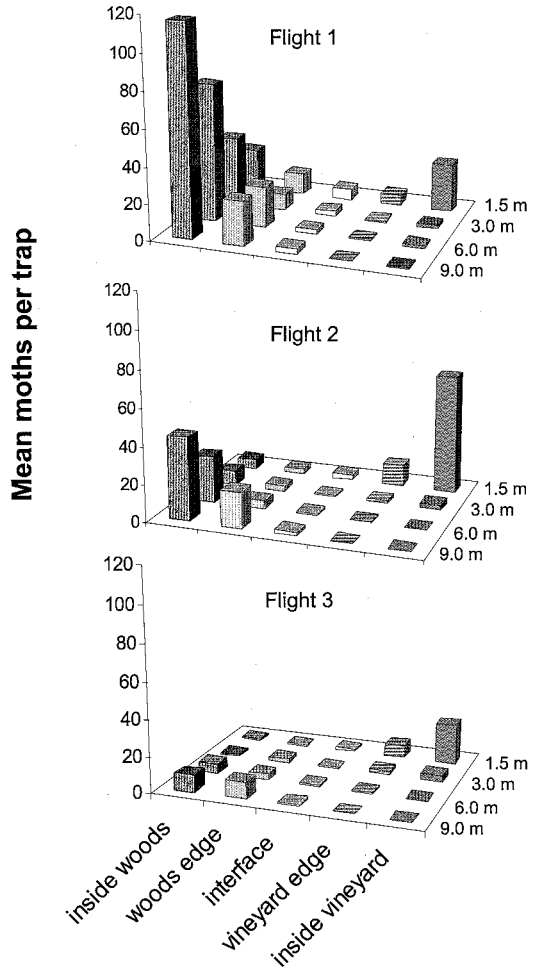 Mean moths per trap
Flight 1
120
100
80
60
40
20
0
1.5 m
3.0 m
6.0 m
9.0 m
Flight 2
120
100
80
60
40
20
0
1.5 m
3.0 m
6.0 m
9.0 m
Flight 3
120
100
80
60
40
20
0
1.5 m
3.0 m
6.0 m
9.0 m
inside woods
woods edge
interface
vineyard edge
inside vineyard